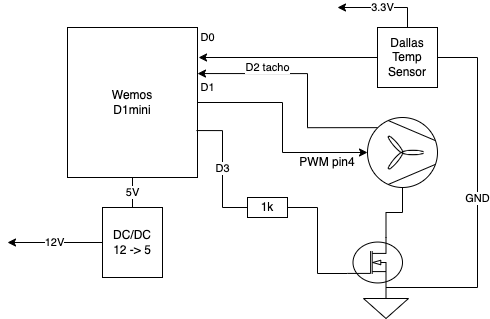 3.3V
D0
Dallas
Temp
Sensor
D2 tacho
D1
Wemos
D1mini
PWM pin4
D3
5V
1k
GND
12V
DC/DC
12 -> 5